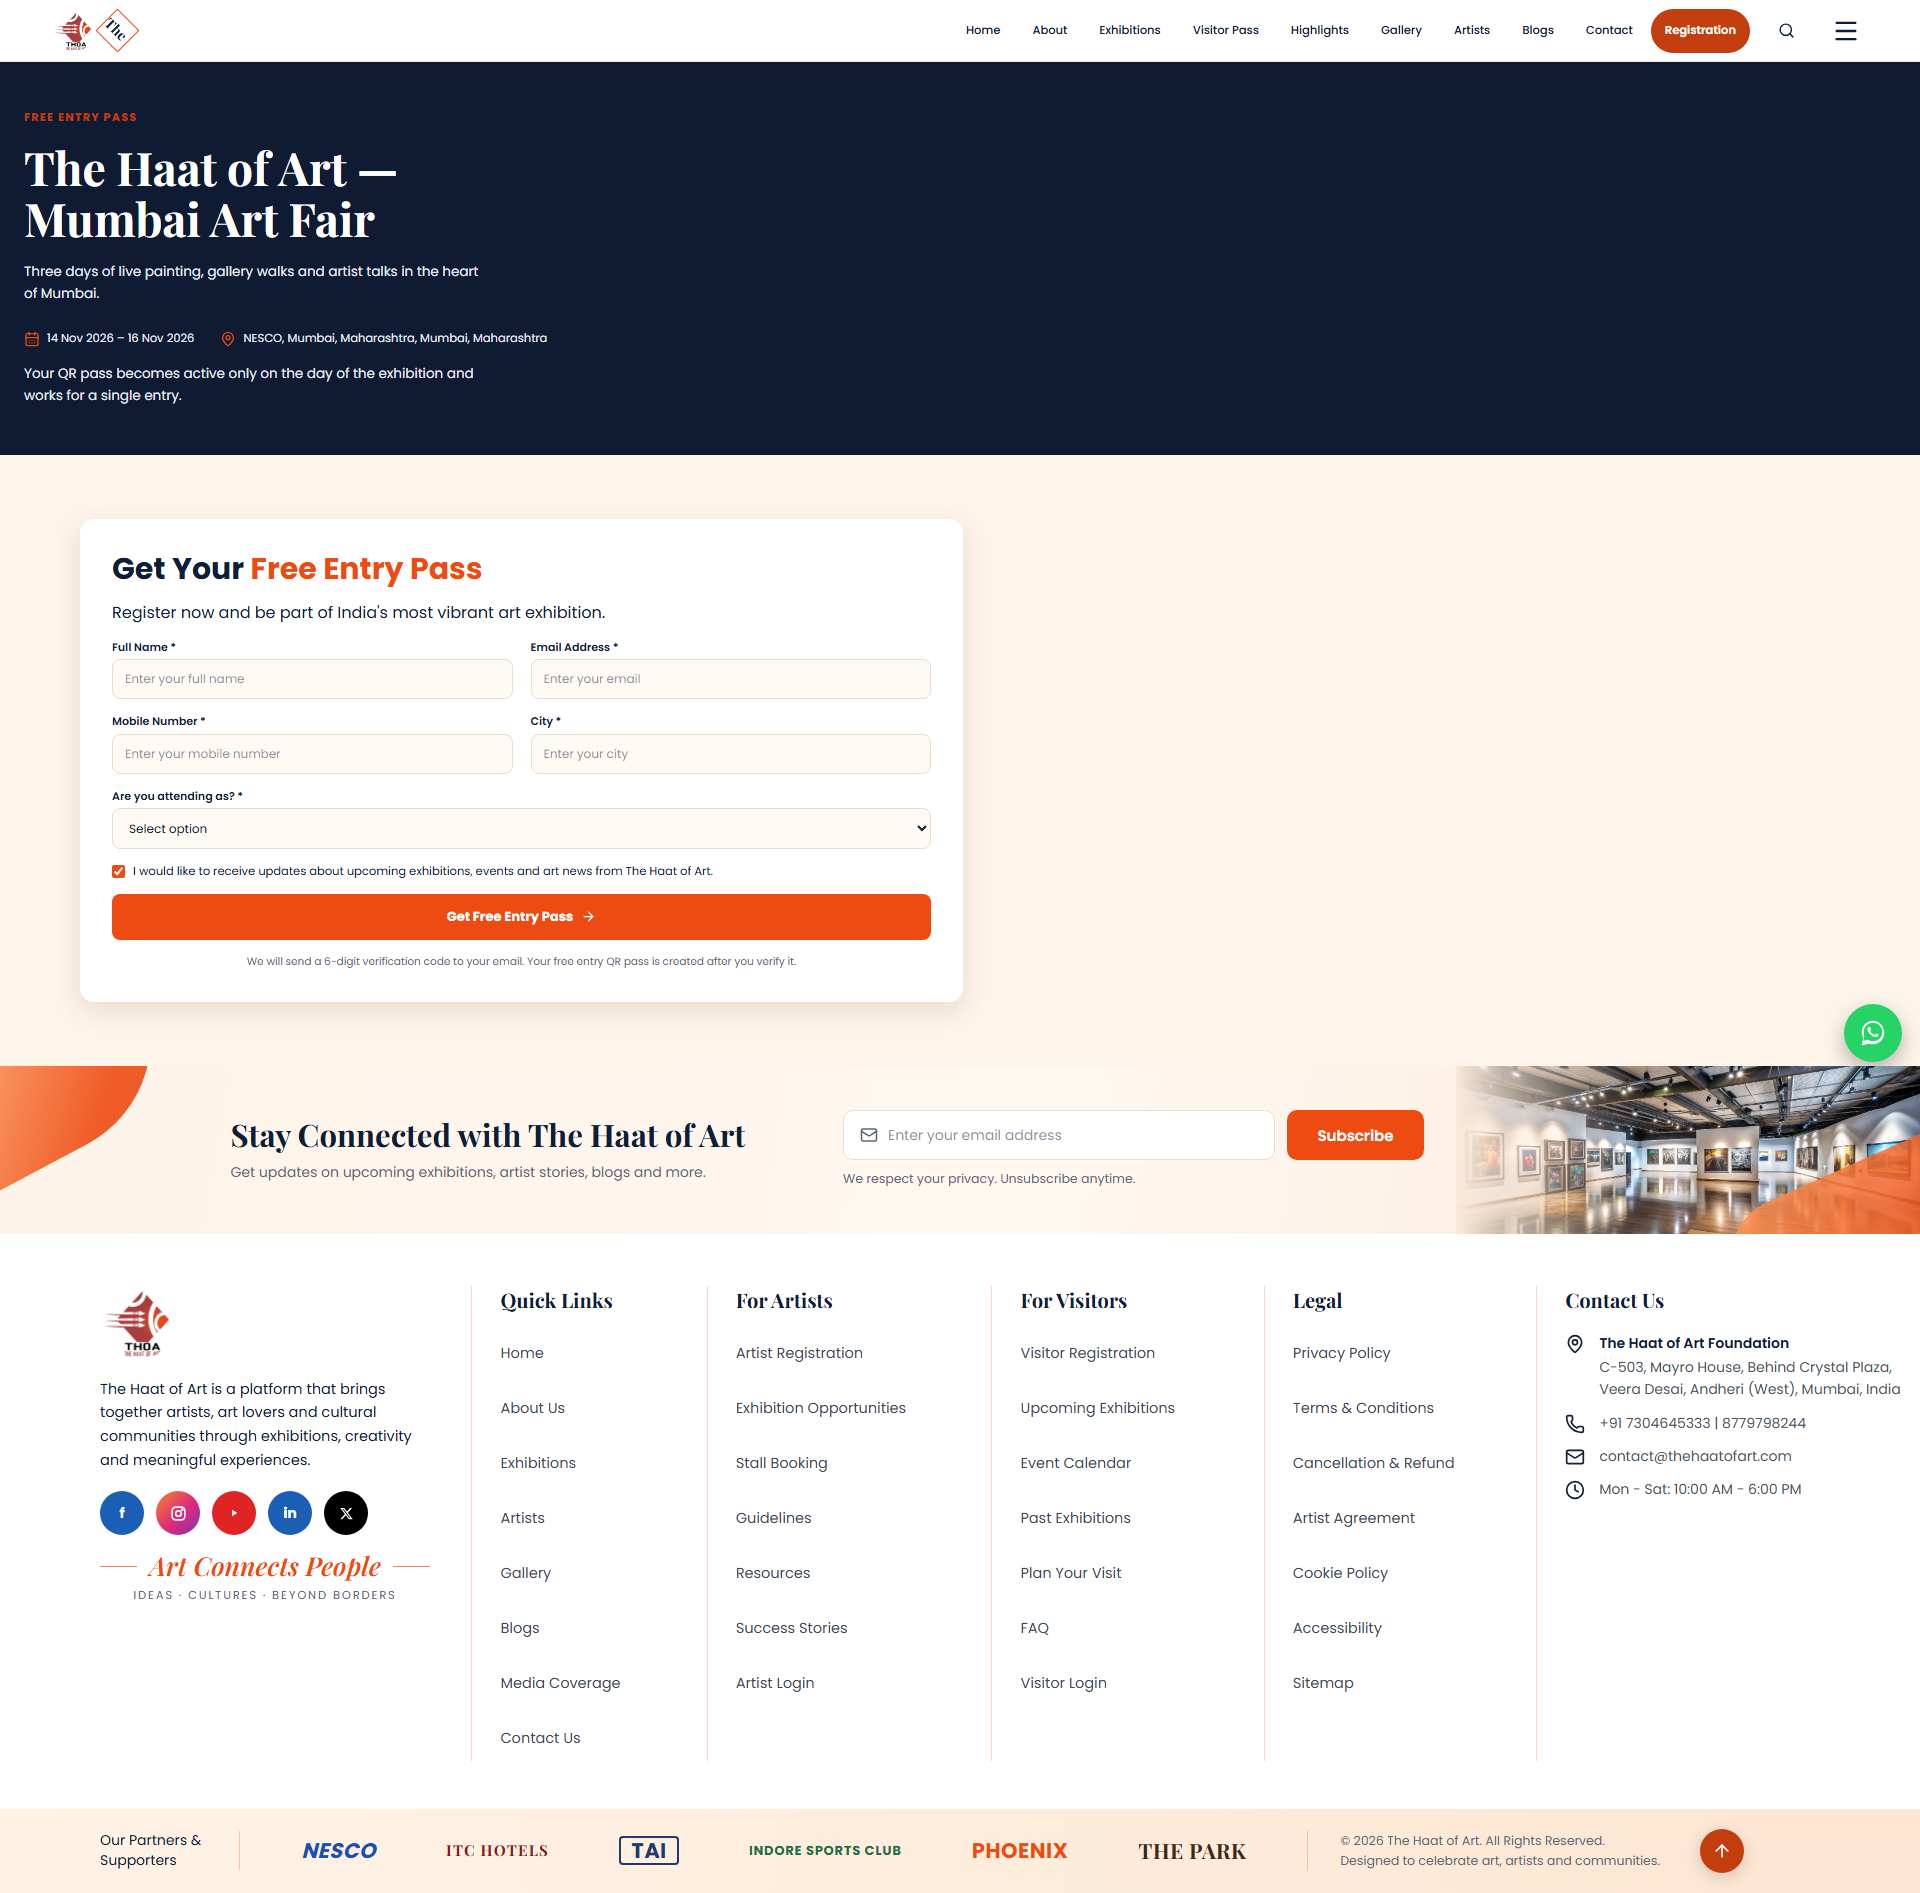 THOA
THE HAAT OF ART
The
Home
About
Exhibitions
Visitor Pass
Highlights
Gallery
Artists
Blogs
Contact
Registration
FREE ENTRY PASS
The Haat of Art —
Mumbai Art Fair
Three days of live painting, gallery walks and artist talks in the heart
of Mumbai.
14 Nov 2026 – 16 Nov 2026
NESCO, Mumbai, Maharashtra, Mumbai, Maharashtra
Your QR pass becomes active only on the day of the exhibition and
works for a single entry.
Get Your Free Entry Pass
Register now and be part of India's most vibrant art exhibition.
Full Name *
Email Address *
Enter your full name
Enter your email
Mobile Number *
City *
Enter your mobile number
Enter your city
Are you attending as? *
Select option
I would like to receive updates about upcoming exhibitions, events and art news from The Haat of Art.
Get Free Entry Pass →
We will send a 6-digit verification code to your email. Your free entry QR pass is created after you verify it.
Stay Connected with The Haat of Art
Get updates on upcoming exhibitions, artist stories, blogs and more.
Enter your email address
Subscribe
We respect your privacy. Unsubscribe anytime.
THOA
THE HAAT OF ART
The Haat of Art is a platform that brings
together artists, art lovers and cultural
communities through exhibitions, creativity
and meaningful experiences.
f
in
X
Art Connects People
IDEAS · CULTURES · BEYOND BORDERS
Quick Links
Home
About Us
Exhibitions
Artists
Gallery
Blogs
Media Coverage
Contact Us
For Artists
Artist Registration
Exhibition Opportunities
Stall Booking
Guidelines
Resources
Success Stories
Artist Login
For Visitors
Visitor Registration
Upcoming Exhibitions
Event Calendar
Past Exhibitions
Plan Your Visit
FAQ
Visitor Login
Legal
Privacy Policy
Terms & Conditions
Cancellation & Refund
Artist Agreement
Cookie Policy
Accessibility
Sitemap
Contact Us
The Haat of Art Foundation
C-503, Mayro House, Behind Crystal Plaza,
Veera Desai, Andheri (West), Mumbai, India
+91 7304645333 | 8779798244
contact@thehaatofart.com
Mon - Sat: 10:00 AM - 6:00 PM
Our Partners &
Supporters
NESCO
ITC HOTELS
TAI
INDORE SPORTS CLUB
PHOENIX
THE PARK
© 2026 The Haat of Art. All Rights Reserved.
Designed to celebrate art, artists and communities.